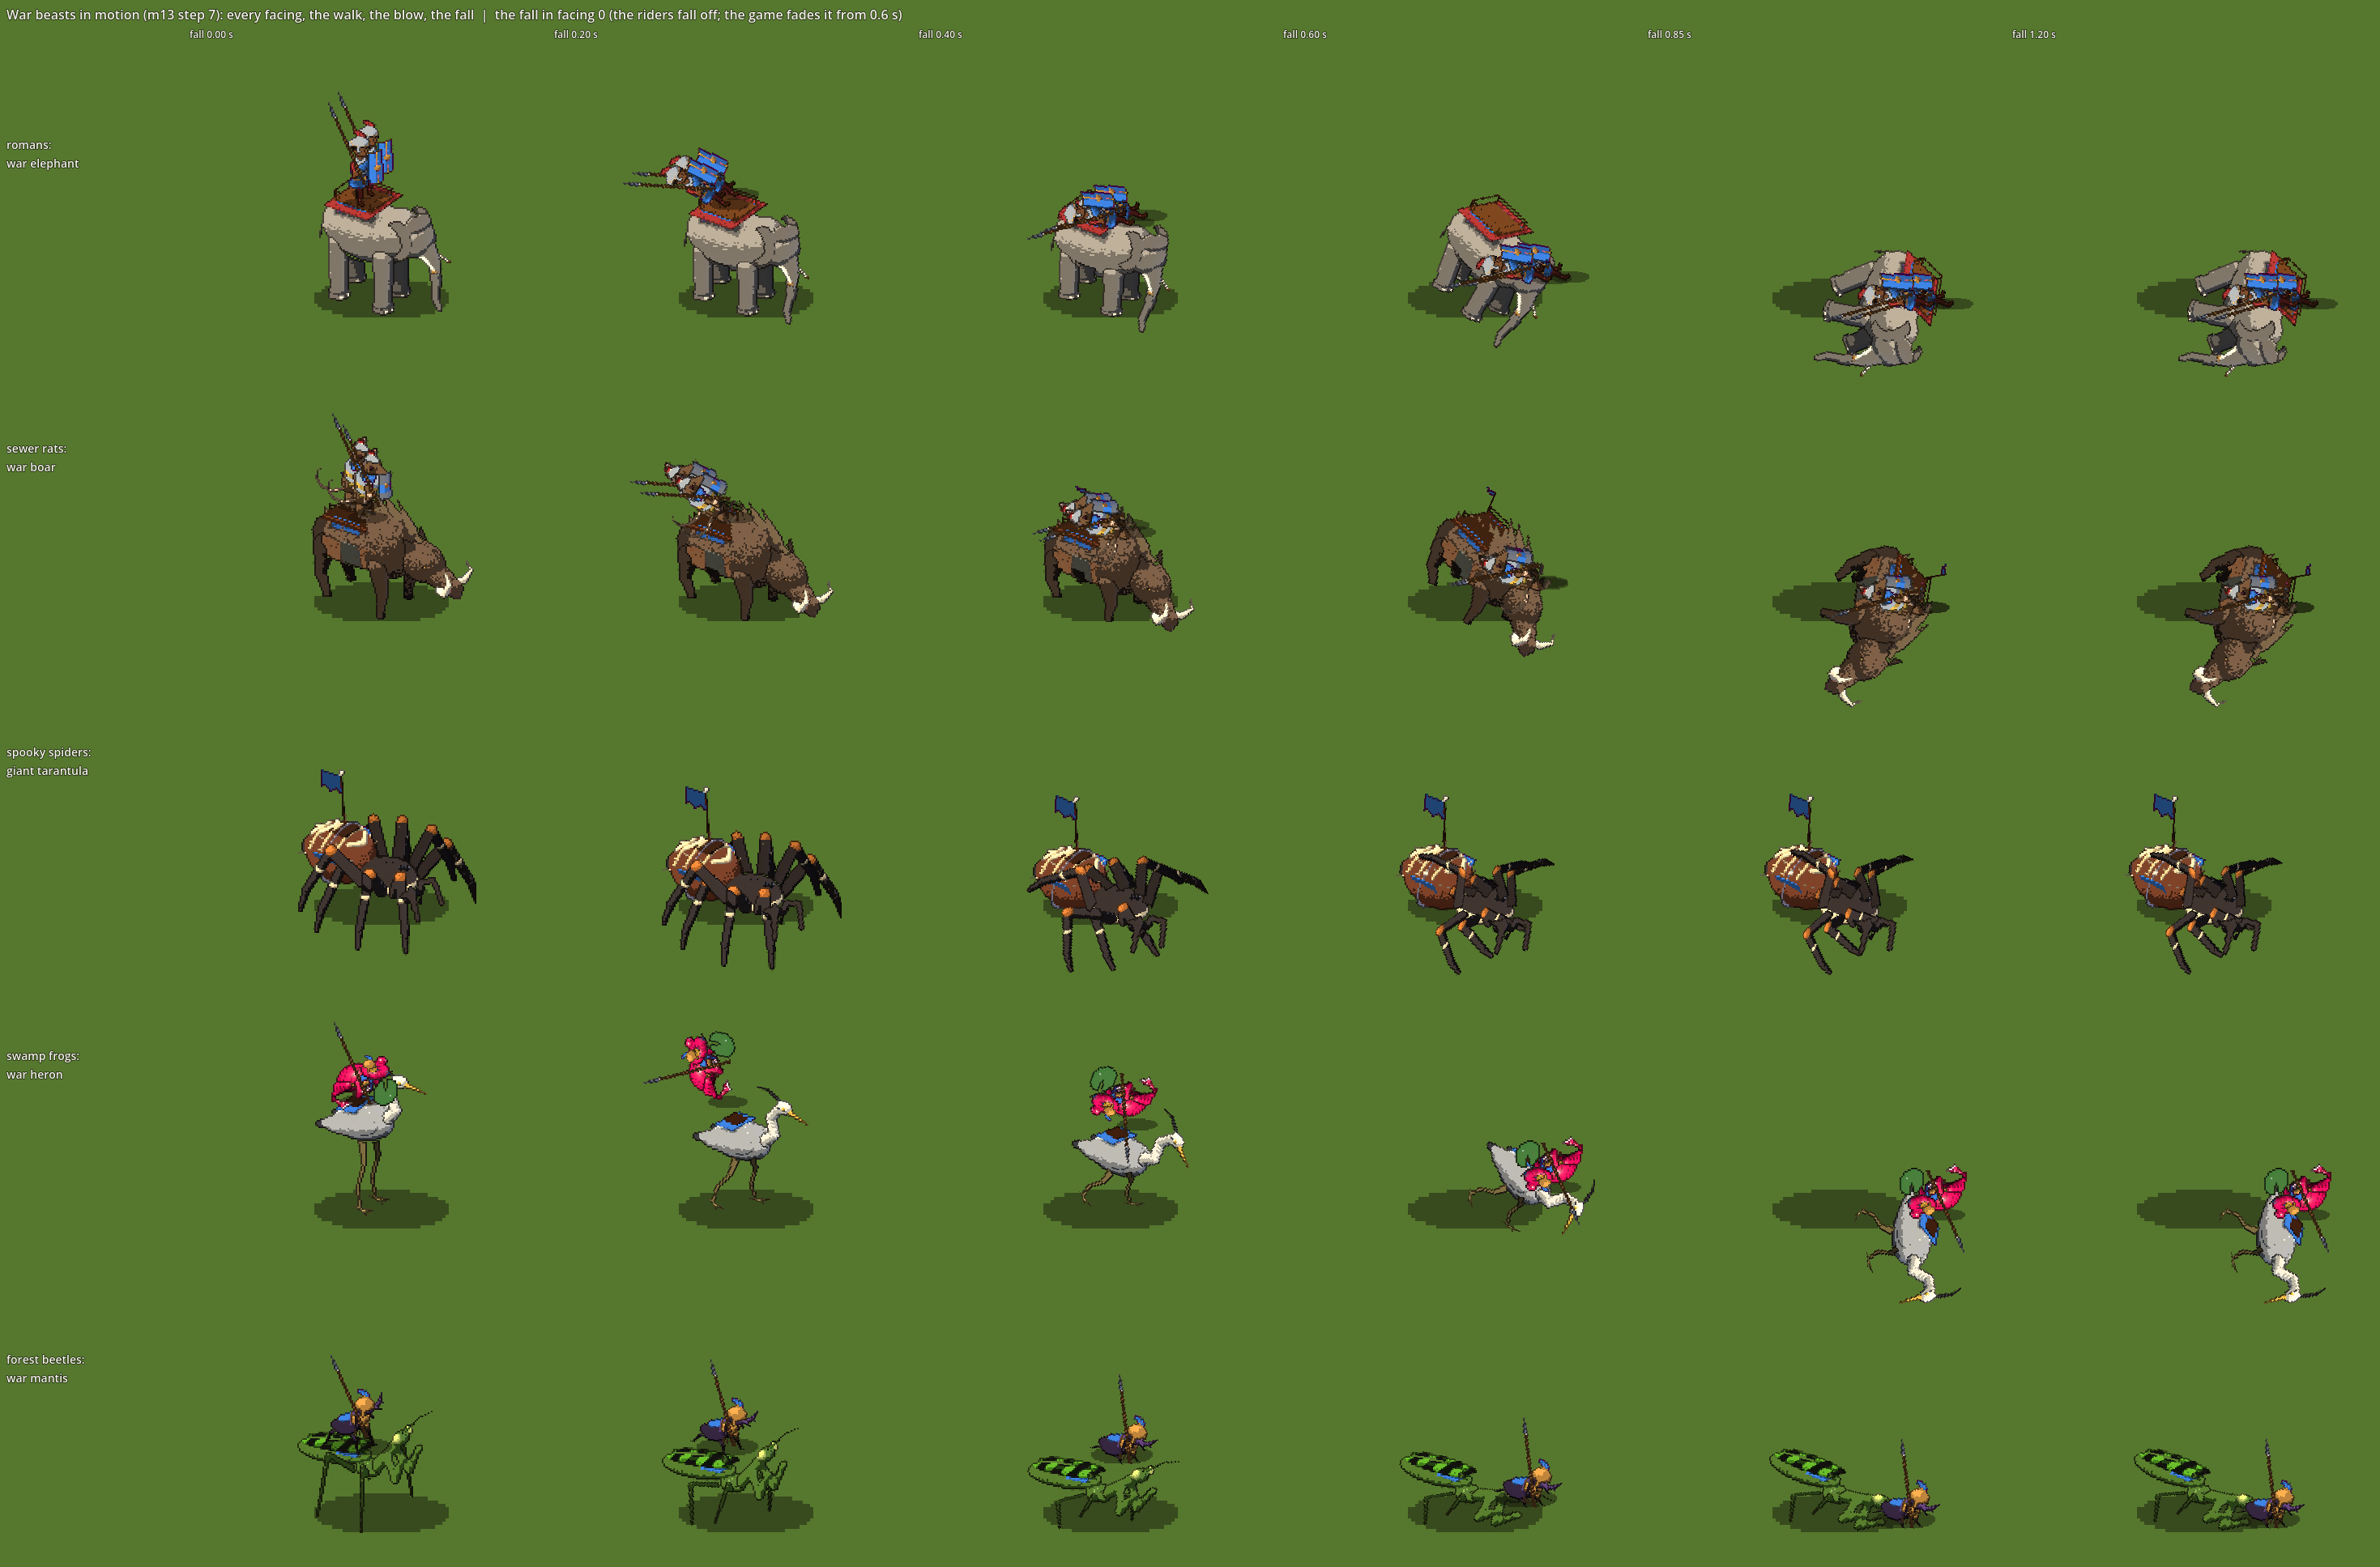 War beasts in motion (m13 step 7): every facing, the walk, the blow, the fall | the fall in facing 0 (the riders fall off; the game fades it from 0.6 s)
fall 0.00 s
fall 0.20 s
fall 0.40 s
fall 0.60 s
fall 0.85 s
fall 1.20 s
romans:
war elephant
sewer rats:
war boar
spooky spiders:
giant tarantula
swamp frogs:
war heron
forest beetles:
war mantis